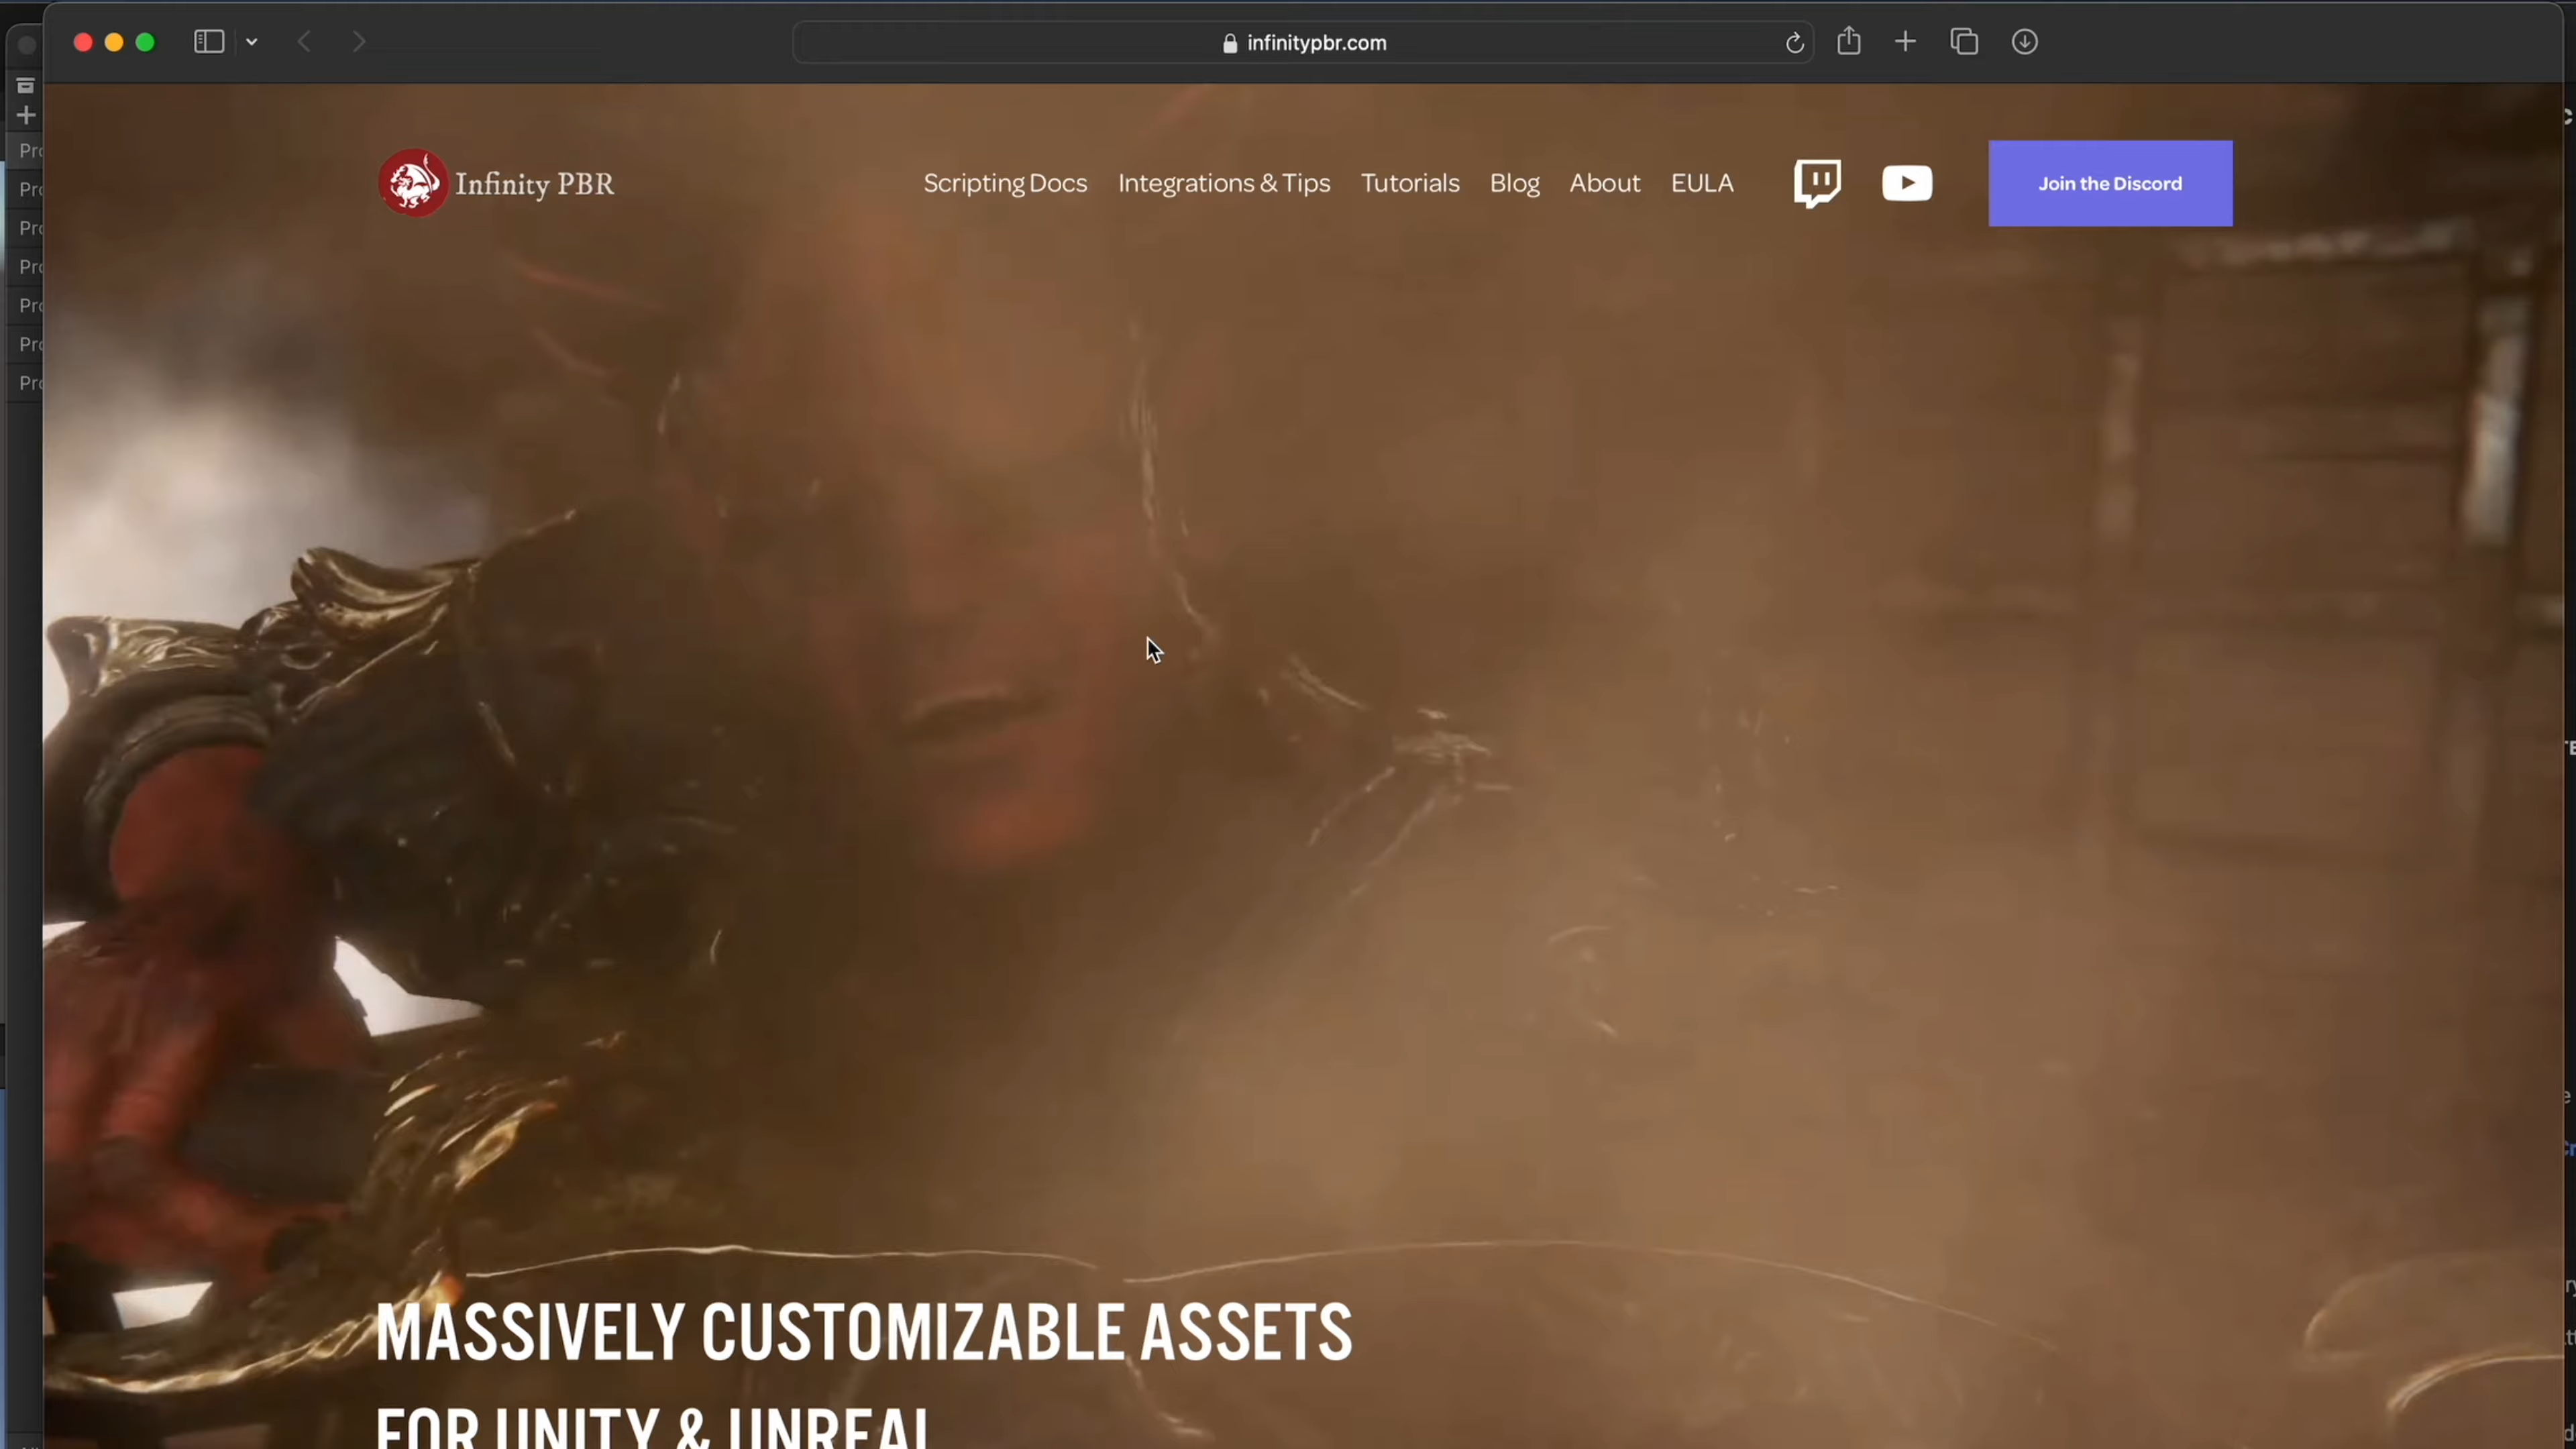 infinitypbr.com
Infinity PBR
Scripting Docs
Integrations & Tips
Tutorials
Blog
About
EULA
Join the Discord
MASSIVELY CUSTOMIZABLE ASSETS
FOR UNITY & UNREAL